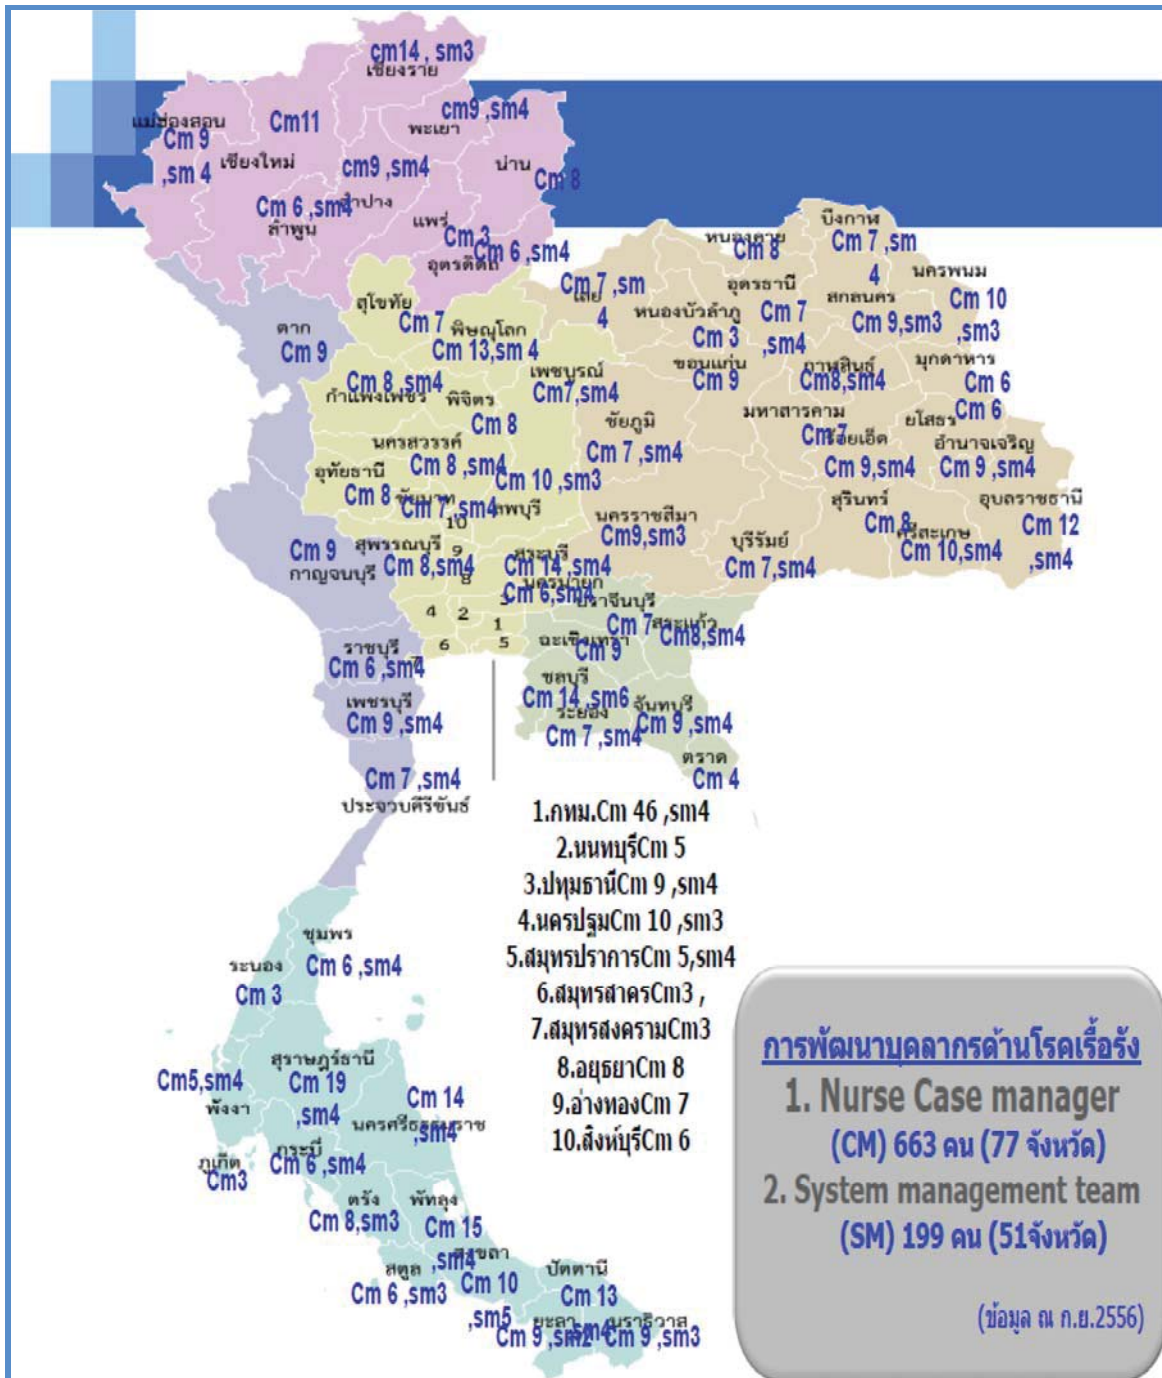 cm14 , sm3
เชียงราย
แม่ฮ่องสอน
Cm 9
,sm 4
Cm11
เชียงใหม่
cm9 ,sm4
พะเยา
cm9 ,sm4
ลำปาง
น่าน
Cm 8
Cm 6 ,sm4
ลำพูน
แพร่
Cm 3
Cm 6 ,sm4
อุตรดิตถ์
บึงกาฬ
Cm 7 ,sm
4
หนองคาย
Cm 8
นครพนม
Cm 10
,sm3
เลย
Cm 7 ,sm
4
อุดรธานี
Cm 7
,sm4
สกลนคร
Cm 9,sm3
หนองบัวลำภู
Cm 3
สุโขทัย
Cm 7
พิษณุโลก
Cm 13,sm 4
ตาก
Cm 9
เพชบูรณ์
Cm7,sm4
ขอนแก่น
Cm 9
กาฬสินธุ์
Cm8,sm4
มุกดาหาร
Cm 6
Cm 8 ,sm4
กำแพงเพชร
พิจิตร
Cm 8
ชัยภูมิ
Cm 7 ,sm4
มหาสารคาม
Cm 7
ร้อยเอ็ด
Cm 9,sm4
ยโสธร
Cm 6
อำนาจเจริญ
Cm 9 ,sm4
นครสวรรค์
Cm 8 ,sm4
อุทัยธานี
Cm 8
ชัยนาท
Cm 7 ,sm4
Cm 10 ,sm3
ลพบุรี
นครราชสีมา
Cm9,sm3
บุรีรัมย์
Cm 7,sm4
สุรินทร์
Cm 8
ศรีสะเกษ
Cm 10,sm4
อุบลราชธานี
Cm 12
,sm4
10
Cm 9
กาญจนบุรี
สุพรรณบุรี
Cm 8,sm4
9
8
สระบุรี
Cm 14 ,sm4
นครนายก
Cm 6,sm4
3
ปราจีนบุรี
Cm 7
สระแก้ว
Cm8,sm4
4
2
1
6
5
7
ฉะเชิงเทรา
Cm 9
ราชบุรี
Cm 6 ,sm4
ชลบุรี
Cm 14 ,sm6
ระยอง
Cm 7 ,sm4
จันทบุรี
Cm 9 ,sm4
เพชรบุรี
Cm 9 ,sm4
ตราด
Cm 4
Cm 7 ,sm4
ประจวบคีรีขันธ์
1.กทม.Cm 46 ,sm4
2.นนทบุรีCm 5
3.ปทุมธานีCm 9 ,sm4
4.นครปฐมCm 10 ,sm3
5.สมุทรปราการCm 5,sm4
6.สมุทรสาครCm3 ,
7.สมุทรสงครามCm3
8.อยุธยาCm 8
9.อ่างทองCm 7
10.สิงห์บุรีCm 6
ชุมพร
Cm 6 ,sm4
ระนอง
Cm 3
สุราษฎร์ธานี
Cm 19
,sm4
Cm5,sm4
พังงา
Cm 14
,sm4
นครศรีธรรมราช
กระบี่
Cm 6 ,sm4
ภูเก็ต
Cm3
ตรัง
Cm 8,sm3
พัทลุง
Cm 15
,sm4
สงขลา
Cm 10
,sm5
สตูล
Cm 6 ,sm3
ปัตตานี
Cm 13
,sm4
ยะลา
Cm 9 ,sm2
นราธิวาส
Cm 9 ,sm3
การพัฒนาบุคลากรด้านโรคเรื้อรัง
1. Nurse Case manager
(CM) 663 คน (77 จังหวัด)
2. System management team
(SM) 199 คน (51จังหวัด)
(ข้อมูล ณ ก.ย.2556)